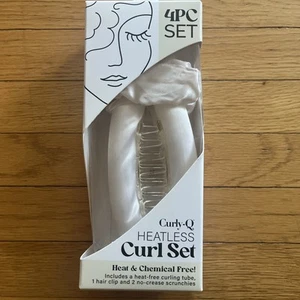 4PC
SET
Curly-Q
HEATLESS
Curl Set
Heat & Chemical Free!
Includes a heat-free curling tube,
1 hair clip and 2 no-crease scrunchies